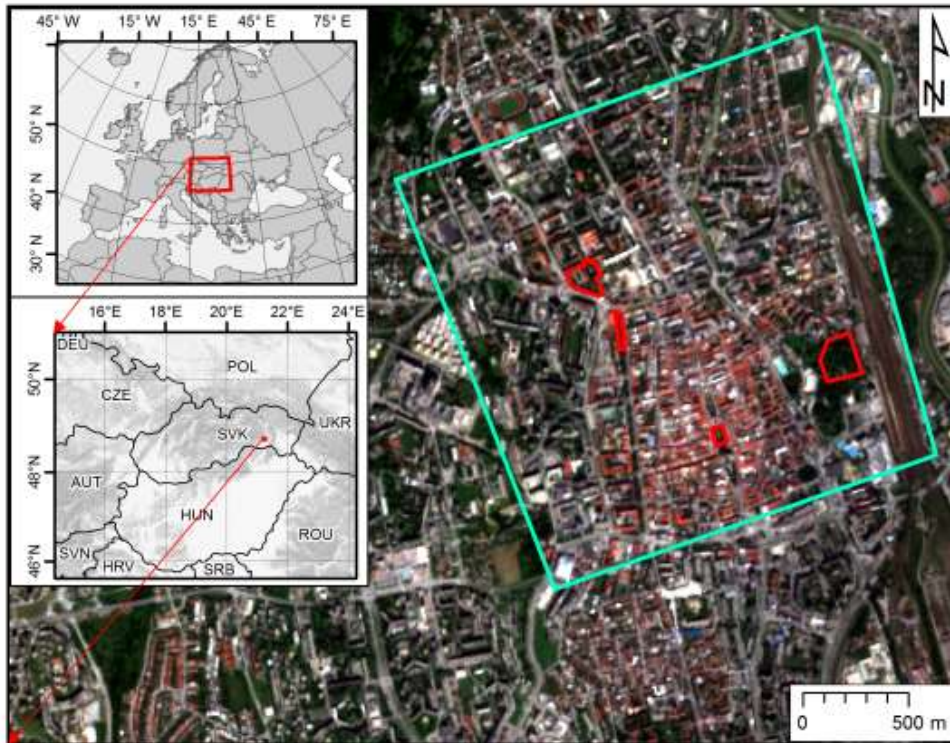 45° W 15° W 15° E 45° E 75° E
50° N
40° N
30° N
16°E 18°E 20°E 22°E 24°E
50°N
48°N
46°N
DEU
POL
CZE
UKR
SVK
AUT
HUN
ROU
SVN
HRV
SRB
N
0 500 m